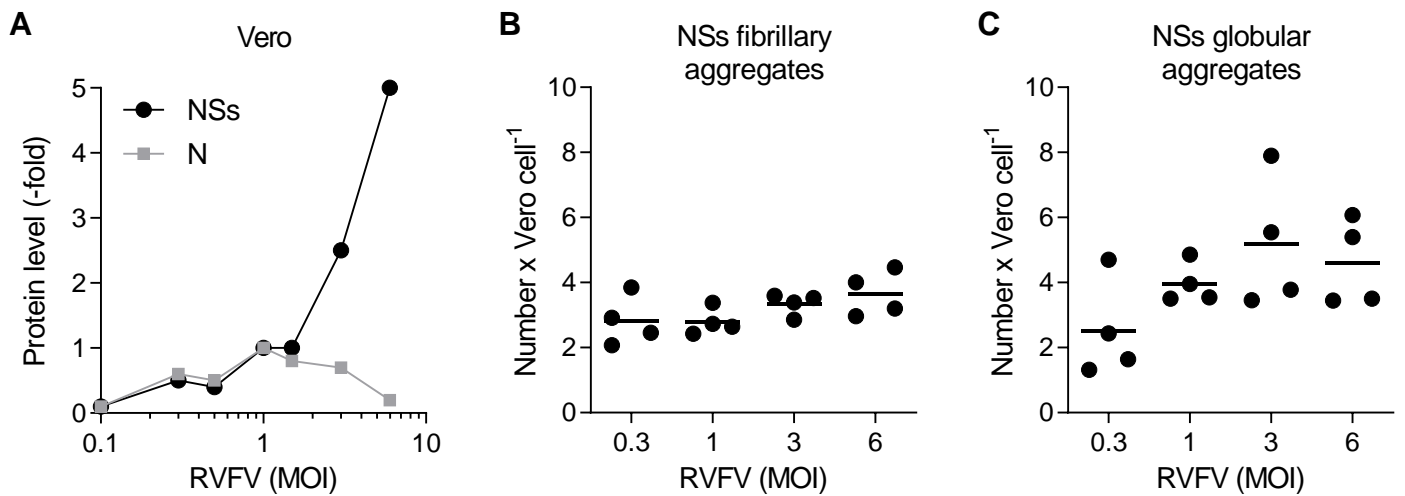 A
Vero
5
4
3
2
1
0
Protein level (-fold)
NSs
N
0.1
1
10
RVFV (MOI)
B
NSs fibrillary
aggregates
10
8
6
4
2
0
Number x Vero cell⁻¹
0.3
1
3
6
RVFV (MOI)
C
NSs globular
aggregates
10
8
6
4
2
0
Number x Vero cell⁻¹
0.3
1
3
6
RVFV (MOI)